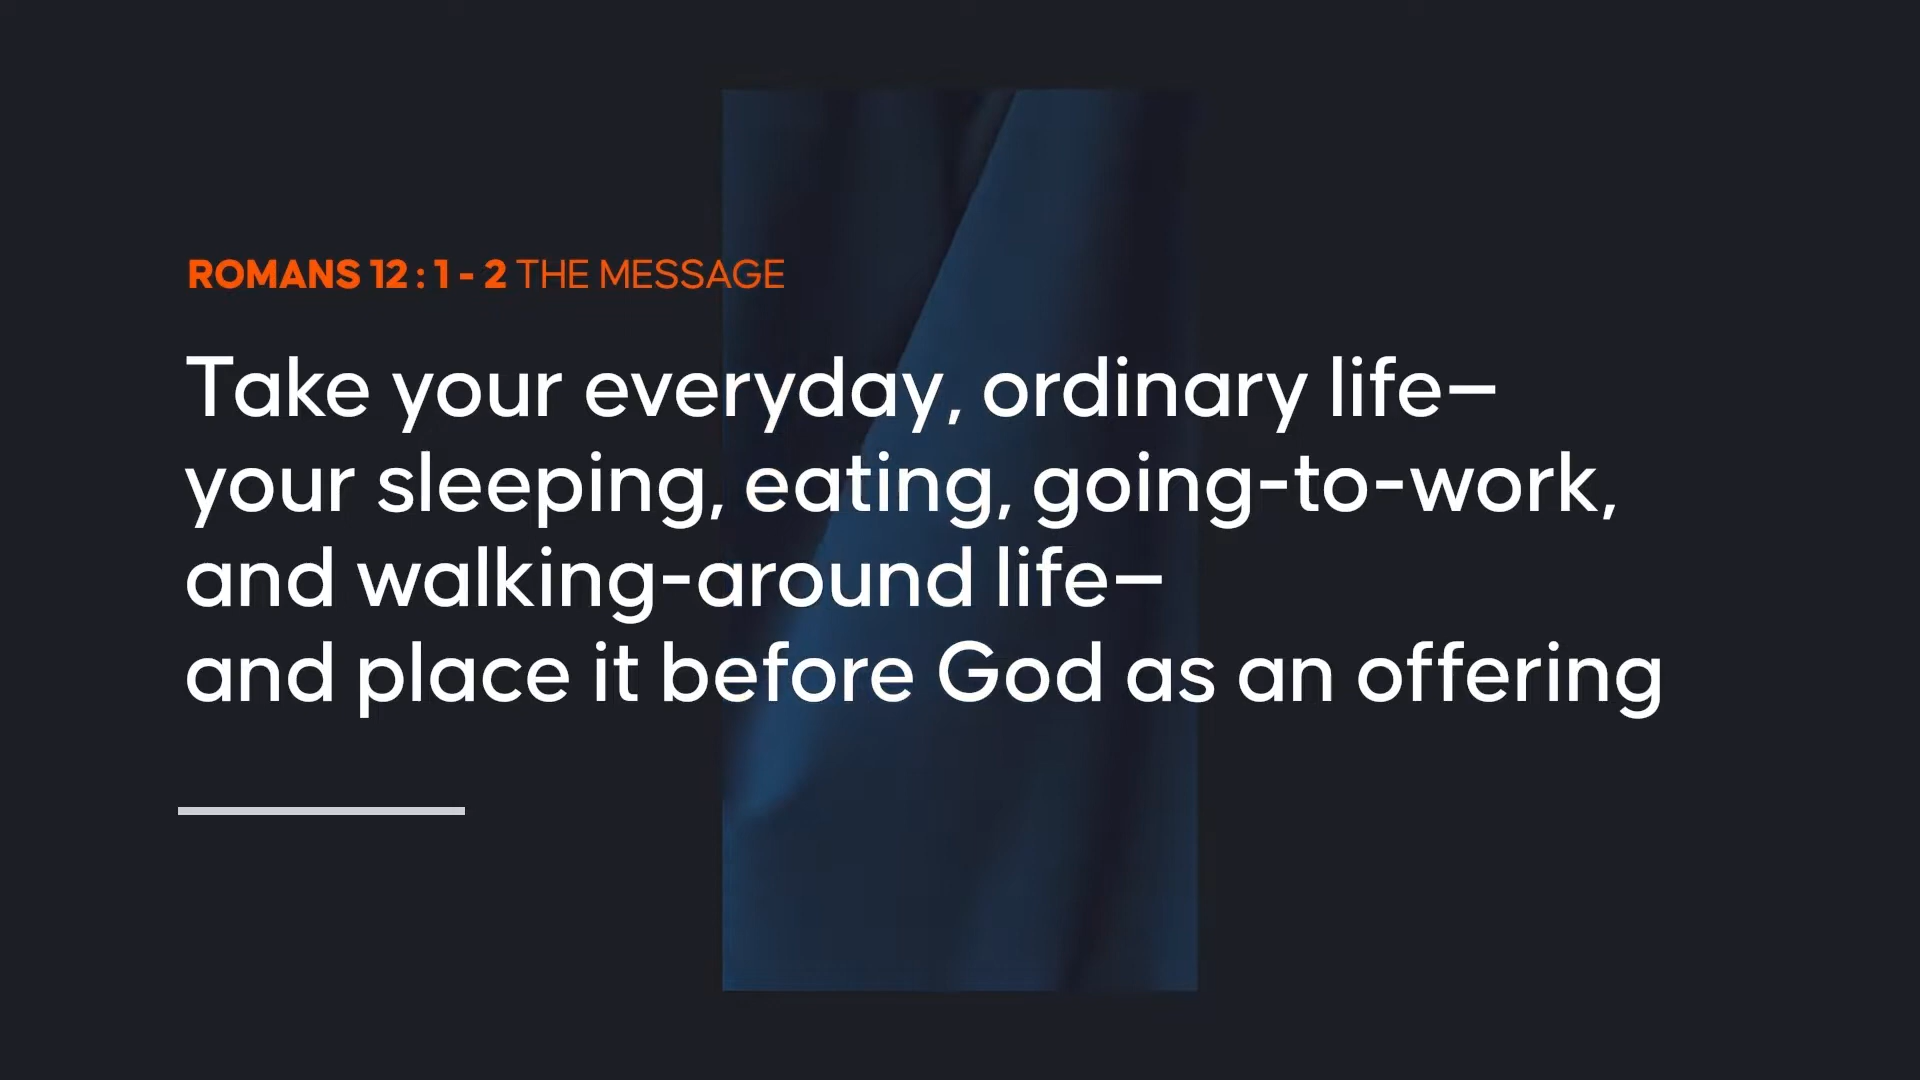 ROMANS 12 : 1 - 2 THE MESSAGE
Take your everyday, ordinary life—
your sleeping, eating, going-to-work,
and walking-around life—
and place it before God as an offering